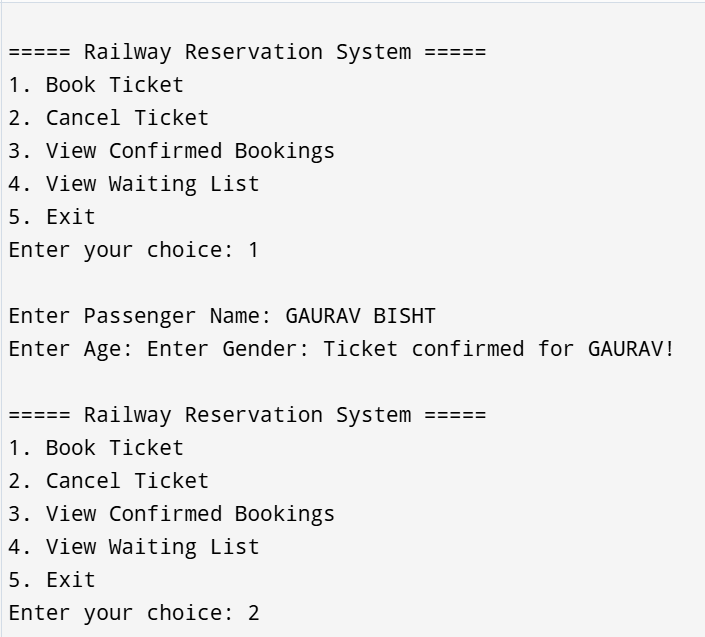 ===== Railway Reservation System =====
1. Book Ticket
2. Cancel Ticket
3. View Confirmed Bookings
4. View Waiting List
5. Exit
Enter your choice: 1
Enter Passenger Name: GAURAV BISHT
Enter Age: Enter Gender: Ticket confirmed for GAURAV!
===== Railway Reservation System =====
1. Book Ticket
2. Cancel Ticket
3. View Confirmed Bookings
4. View Waiting List
5. Exit
Enter your choice: 2